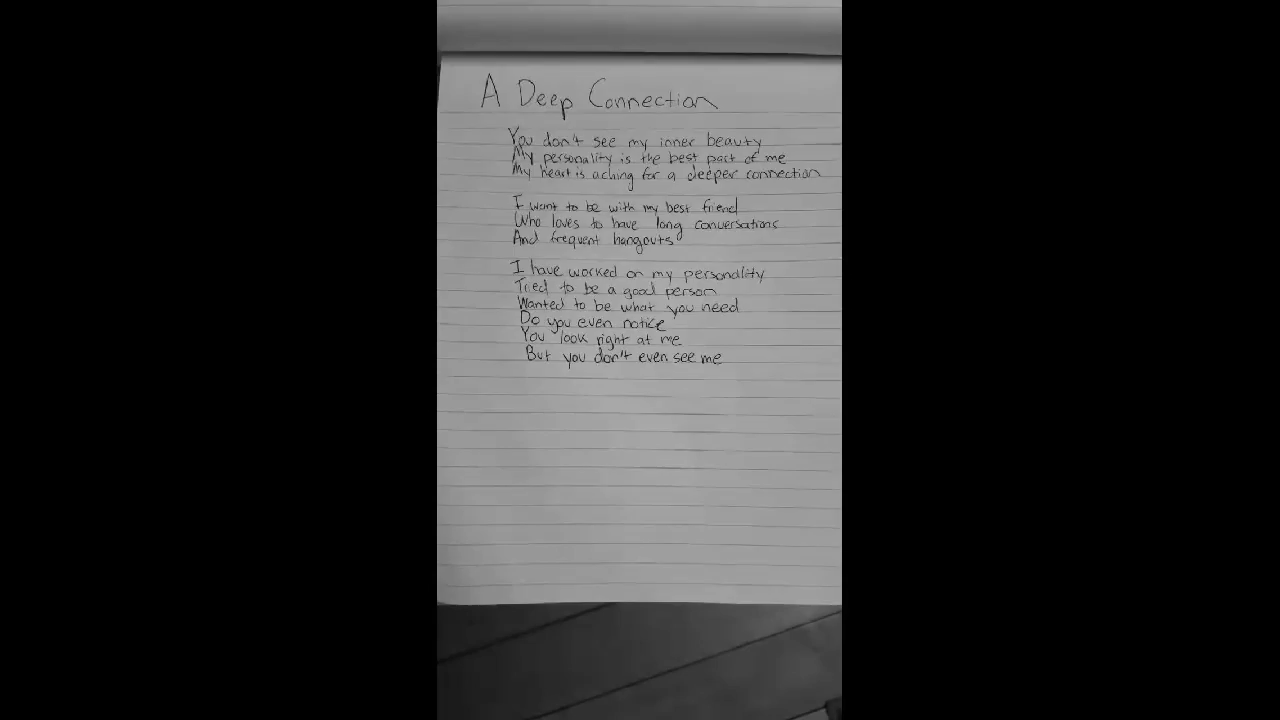 A Deep Connection
You don't see my inner beauty
My personality is the best part of me
My heart is aching for a deeper connection
I want to be with my best friend
Who loves to have long conversations
And frequent hangouts
I have worked on my personality
Tried to be a good person
Wanted to be what you need
Do you even notice
You look right at me
But you don't even see me